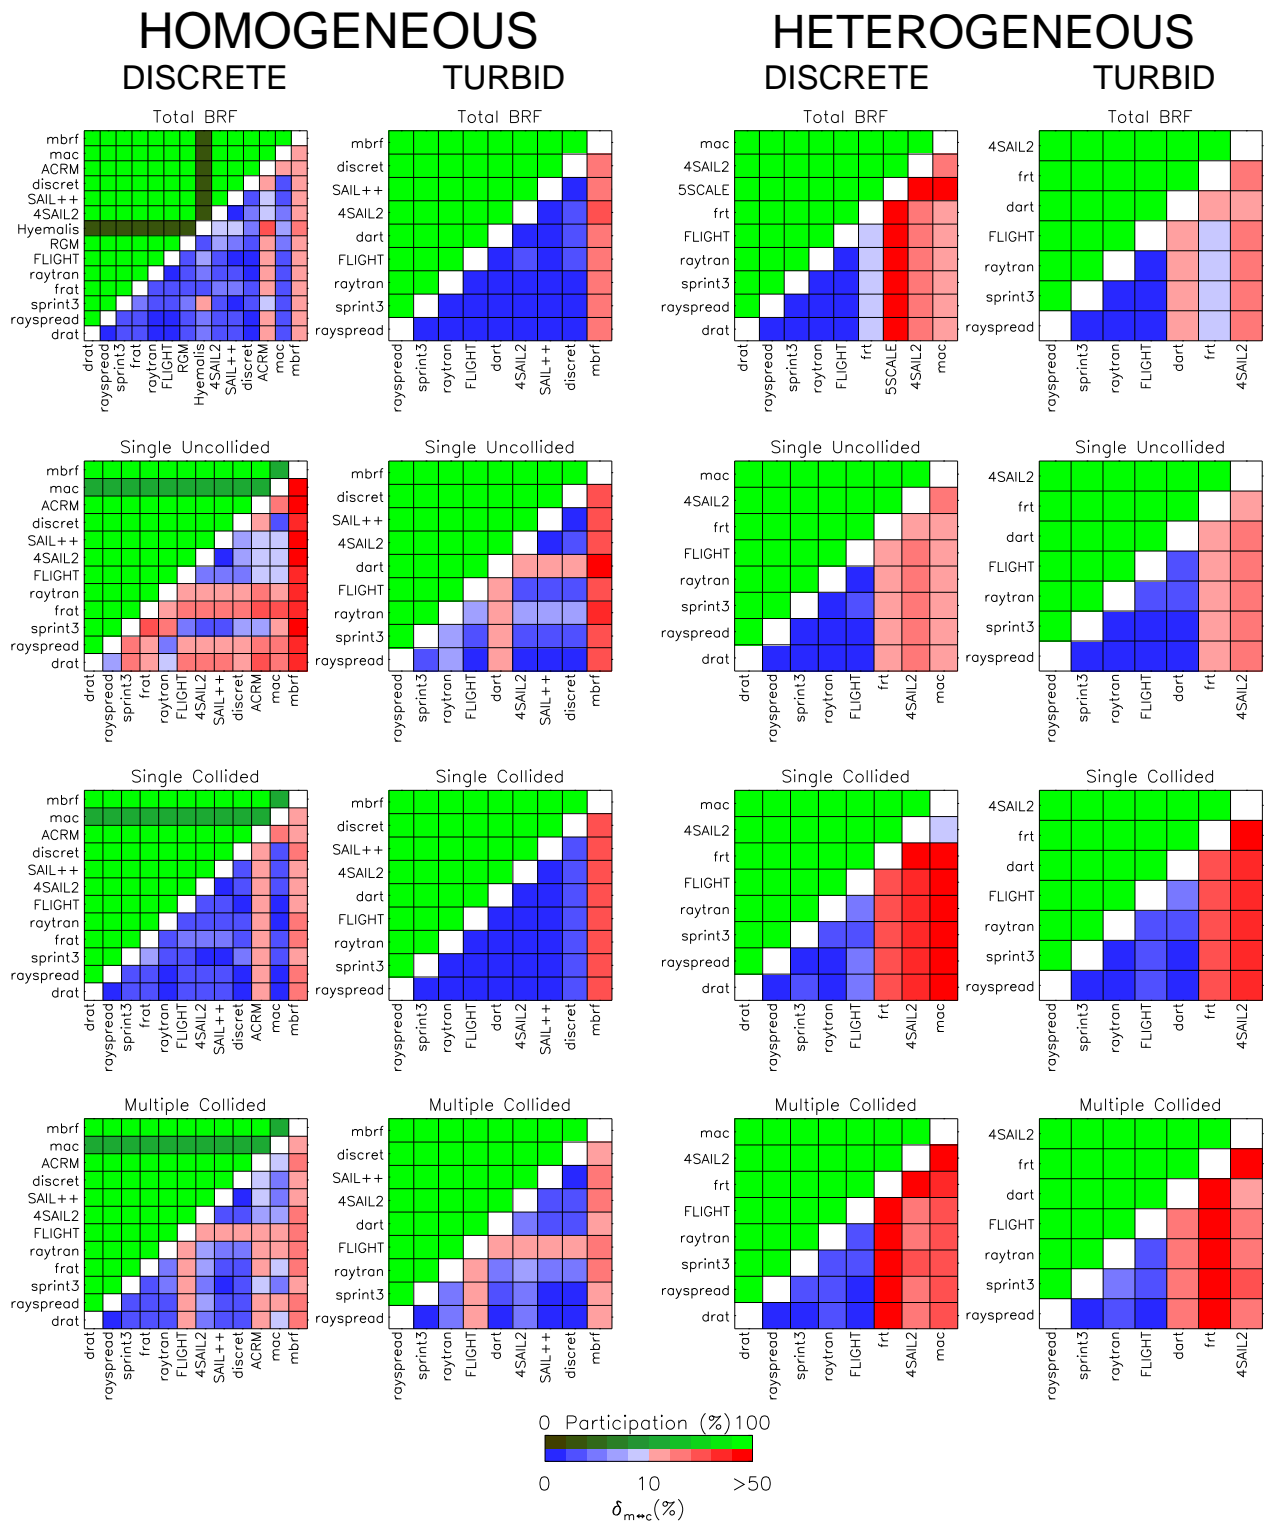 HOMOGENEOUS
HETEROGENEOUS
DISCRETE
TURBID
DISCRETE
TURBID
Total BRF
mbrf
mac
ACRM
discret
SAIL++
4SAIL2
Hyemalis
RGM
FLIGHT
raytran
frat
sprint3
rayspread
drat
drat
rayspread
sprint3
frat
raytran
FLIGHT
RGM
Hyemalis
4SAIL2
SAIL++
discret
ACRM
mac
mbrf
Total BRF
mbrf
discret
SAIL++
4SAIL2
dart
FLIGHT
raytran
sprint3
rayspread
rayspread
sprint3
raytran
FLIGHT
dart
4SAIL2
SAIL++
discret
mbrf
Total BRF
mac
4SAIL2
5SCALE
frt
FLIGHT
raytran
sprint3
rayspread
drat
drat
rayspread
sprint3
raytran
FLIGHT
frt
5SCALE
4SAIL2
mac
Total BRF
4SAIL2
frt
dart
FLIGHT
raytran
sprint3
rayspread
rayspread
sprint3
raytran
FLIGHT
dart
frt
4SAIL2
Single Uncollided
mbrf
mac
ACRM
discret
SAIL++
4SAIL2
FLIGHT
raytran
frat
sprint3
rayspread
drat
drat
rayspread
sprint3
frat
raytran
FLIGHT
4SAIL2
SAIL++
discret
ACRM
mac
mbrf
Single Uncollided
mbrf
discret
SAIL++
4SAIL2
dart
FLIGHT
raytran
sprint3
rayspread
rayspread
sprint3
raytran
FLIGHT
dart
4SAIL2
SAIL++
discret
mbrf
Single Uncollided
mac
4SAIL2
frt
FLIGHT
raytran
sprint3
rayspread
drat
drat
rayspread
sprint3
raytran
FLIGHT
frt
4SAIL2
mac
Single Uncollided
4SAIL2
frt
dart
FLIGHT
raytran
sprint3
rayspread
rayspread
sprint3
raytran
FLIGHT
dart
frt
4SAIL2
Single Collided
mbrf
mac
ACRM
discret
SAIL++
4SAIL2
FLIGHT
raytran
frat
sprint3
rayspread
drat
drat
rayspread
sprint3
frat
raytran
FLIGHT
4SAIL2
SAIL++
discret
ACRM
mac
mbrf
Single Collided
mbrf
discret
SAIL++
4SAIL2
dart
FLIGHT
raytran
sprint3
rayspread
rayspread
sprint3
raytran
FLIGHT
dart
4SAIL2
SAIL++
discret
mbrf
Single Collided
mac
4SAIL2
frt
FLIGHT
raytran
sprint3
rayspread
drat
drat
rayspread
sprint3
raytran
FLIGHT
frt
4SAIL2
mac
Single Collided
4SAIL2
frt
dart
FLIGHT
raytran
sprint3
rayspread
rayspread
sprint3
raytran
FLIGHT
dart
frt
4SAIL2
Multiple Collided
mbrf
mac
ACRM
discret
SAIL++
4SAIL2
FLIGHT
raytran
frat
sprint3
rayspread
drat
drat
rayspread
sprint3
frat
raytran
FLIGHT
4SAIL2
SAIL++
discret
ACRM
mac
mbrf
Multiple Collided
mbrf
discret
SAIL++
4SAIL2
dart
FLIGHT
raytran
sprint3
rayspread
rayspread
sprint3
raytran
FLIGHT
dart
4SAIL2
SAIL++
discret
mbrf
Multiple Collided
mac
4SAIL2
frt
FLIGHT
raytran
sprint3
rayspread
drat
drat
rayspread
sprint3
raytran
FLIGHT
frt
4SAIL2
mac
Multiple Collided
4SAIL2
frt
dart
FLIGHT
raytran
sprint3
rayspread
rayspread
sprint3
raytran
FLIGHT
dart
frt
4SAIL2
0 Participation (%) 100
0 10 >50
δm↔c(%)